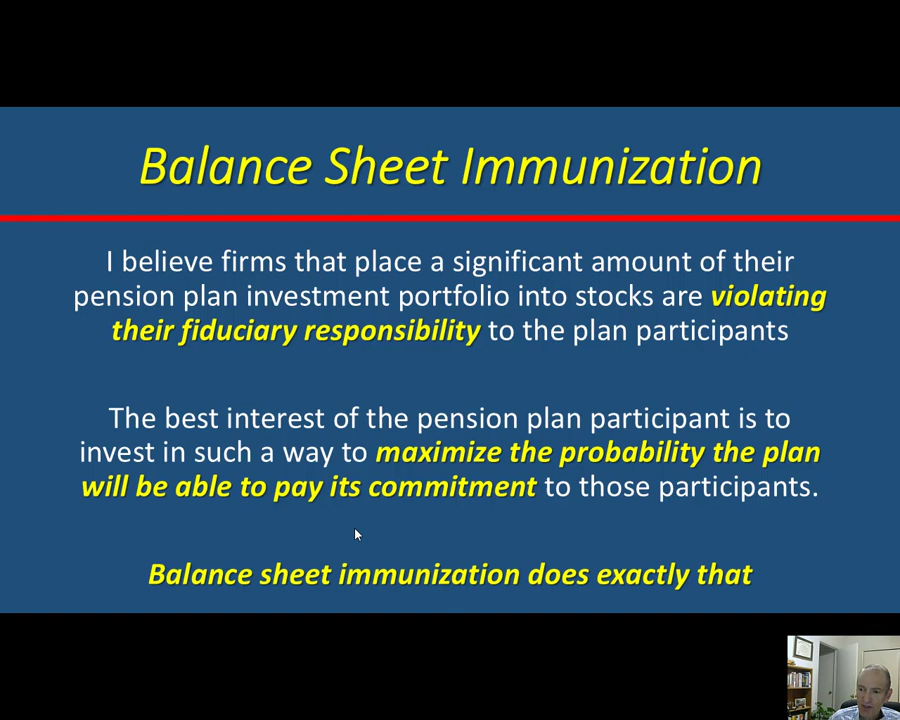 Balance Sheet Immunization
I believe firms that place a significant amount of their
pension plan investment portfolio into stocks are violating
their fiduciary responsibility to the plan participants
The best interest of the pension plan participant is to
invest in such a way to maximize the probability the plan
will be able to pay its commitment to those participants.
Balance sheet immunization does exactly that